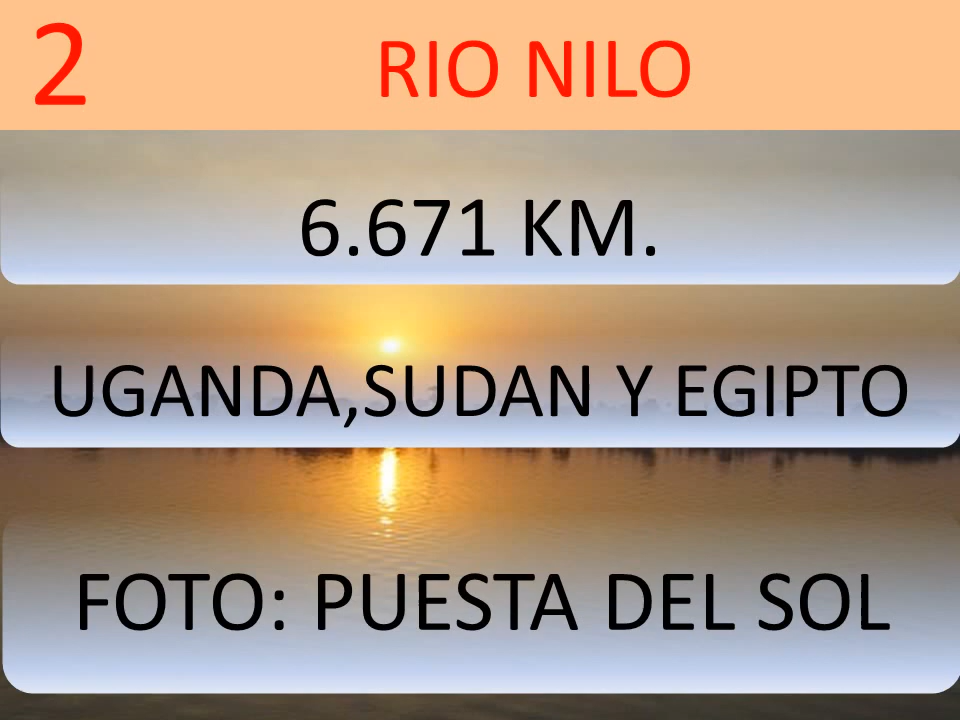 2
RIO NILO
6.671 KM.
UGANDA,SUDAN Y EGIPTO
FOTO: PUESTA DEL SOL